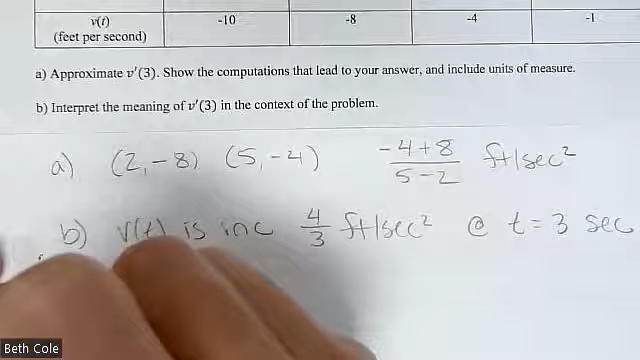 v(t) -10 -8 -4 -1
(feet per second)
a) Approximate v'(3). Show the computations that lead to your answer, and include units of measure.
b) Interpret the meaning of v'(3) in the context of the problem.
a) (2, -8) (5, -4) -4+8 / 5-2 ft/sec²
b) v(t) is inc 4/3 ft/sec² @ t = 3 sec
Beth Cole